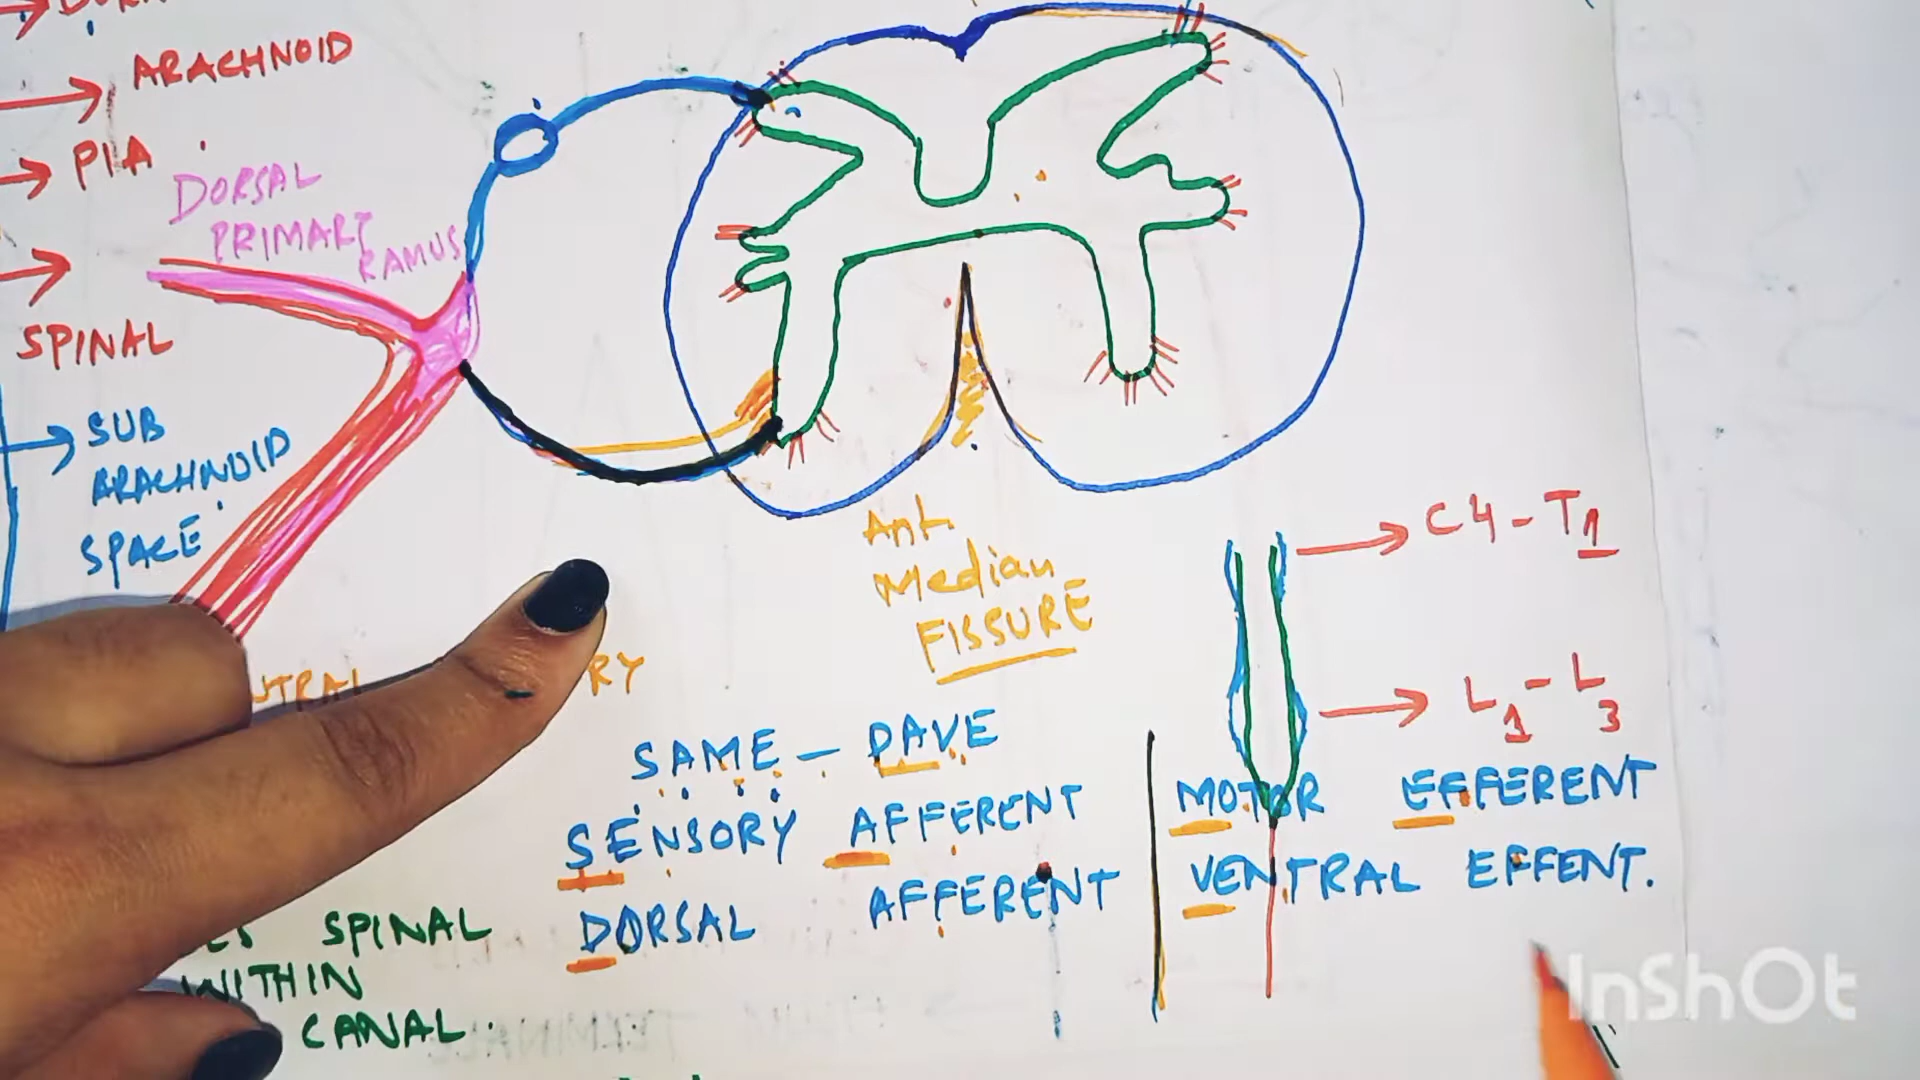 ARACHNOID
PIA
DORSAL
PRIMARY
RAMUS
SPINAL
SUB
ARACHNOID
SPACE
Ant.
Median
FISSURE
C4-T1
L1-L3
RY
SAME - DAVE
SENSORY AFFERENT
DORSAL AFFERENT
MOTOR EFFERENT
VENTRAL EFFENT.
SPINAL
WITHIN
CANAL.
InShOt